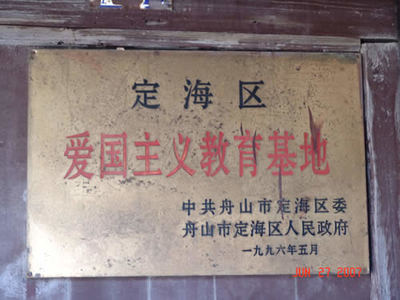 定海区
爱国主义教育基地
中共舟山市定海区委
舟山市定海区人民政府
一九九六年五月
JUN 27 2007